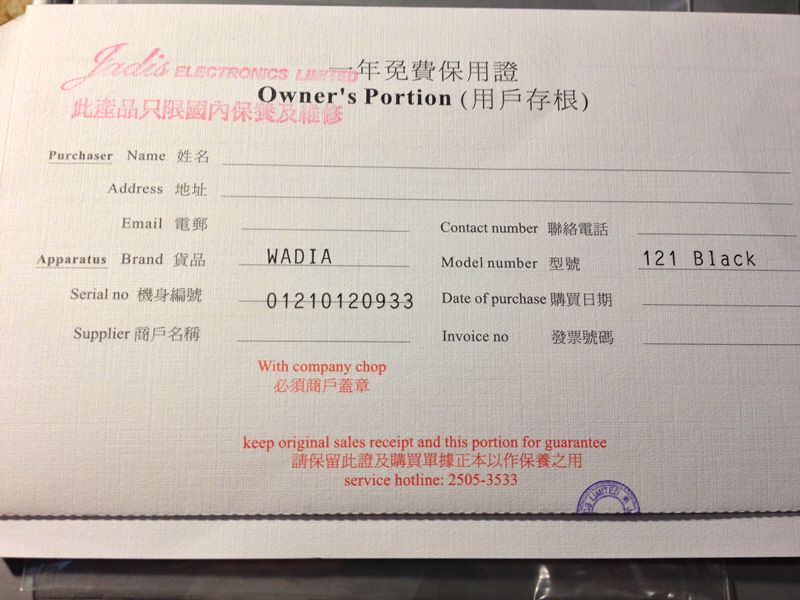 Jadis ELECTRONICS LIMITED
一年免費保用證
Owner's Portion (用戶存根)
此產品只限國內保養及維修
Purchaser Name 姓名
Address 地址
Email 電郵
Contact number 聯絡電話
Apparatus Brand 貨品 WADIA
Model number 型號 121 Black
Serial no 機身編號 01210120933
Date of purchase 購買日期
Supplier 商戶名稱
Invoice no 發票號碼
With company chop
必須商戶蓋章
keep original sales receipt and this portion for guarantee
請保留此證及購買單據正本以作保養之用
service hotline: 2505-3533
LIMITED